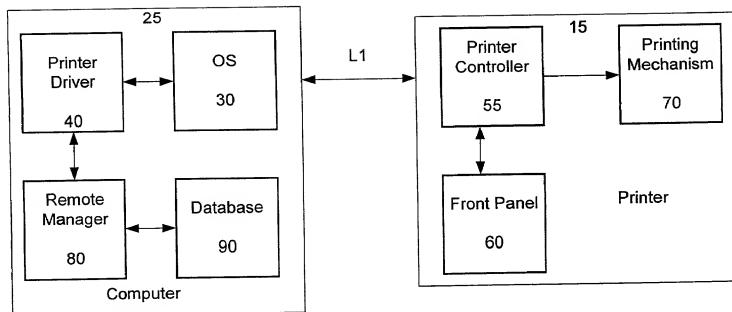 25
Printer
Driver
40
OS
30
Remote
Manager
80
Database
90
Computer
L1
15
Printer
Controller
55
Printing
Mechanism
70
Front Panel
60
Printer